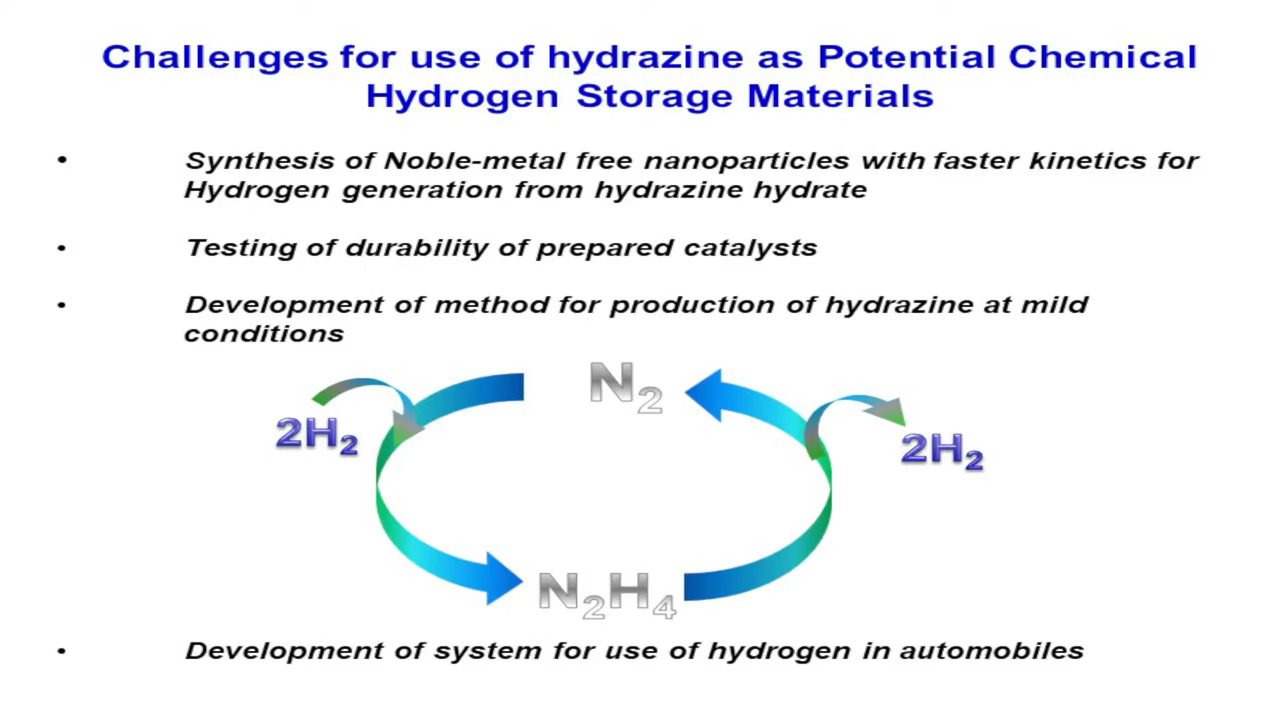 Challenges for use of hydrazine as Potential Chemical
Hydrogen Storage Materials
• Synthesis of Noble-metal free nanoparticles with faster kinetics for
Hydrogen generation from hydrazine hydrate
• Testing of durability of prepared catalysts
• Development of method for production of hydrazine at mild
conditions
N₂
2H₂
2H₂
N₂H₄
• Development of system for use of hydrogen in automobiles